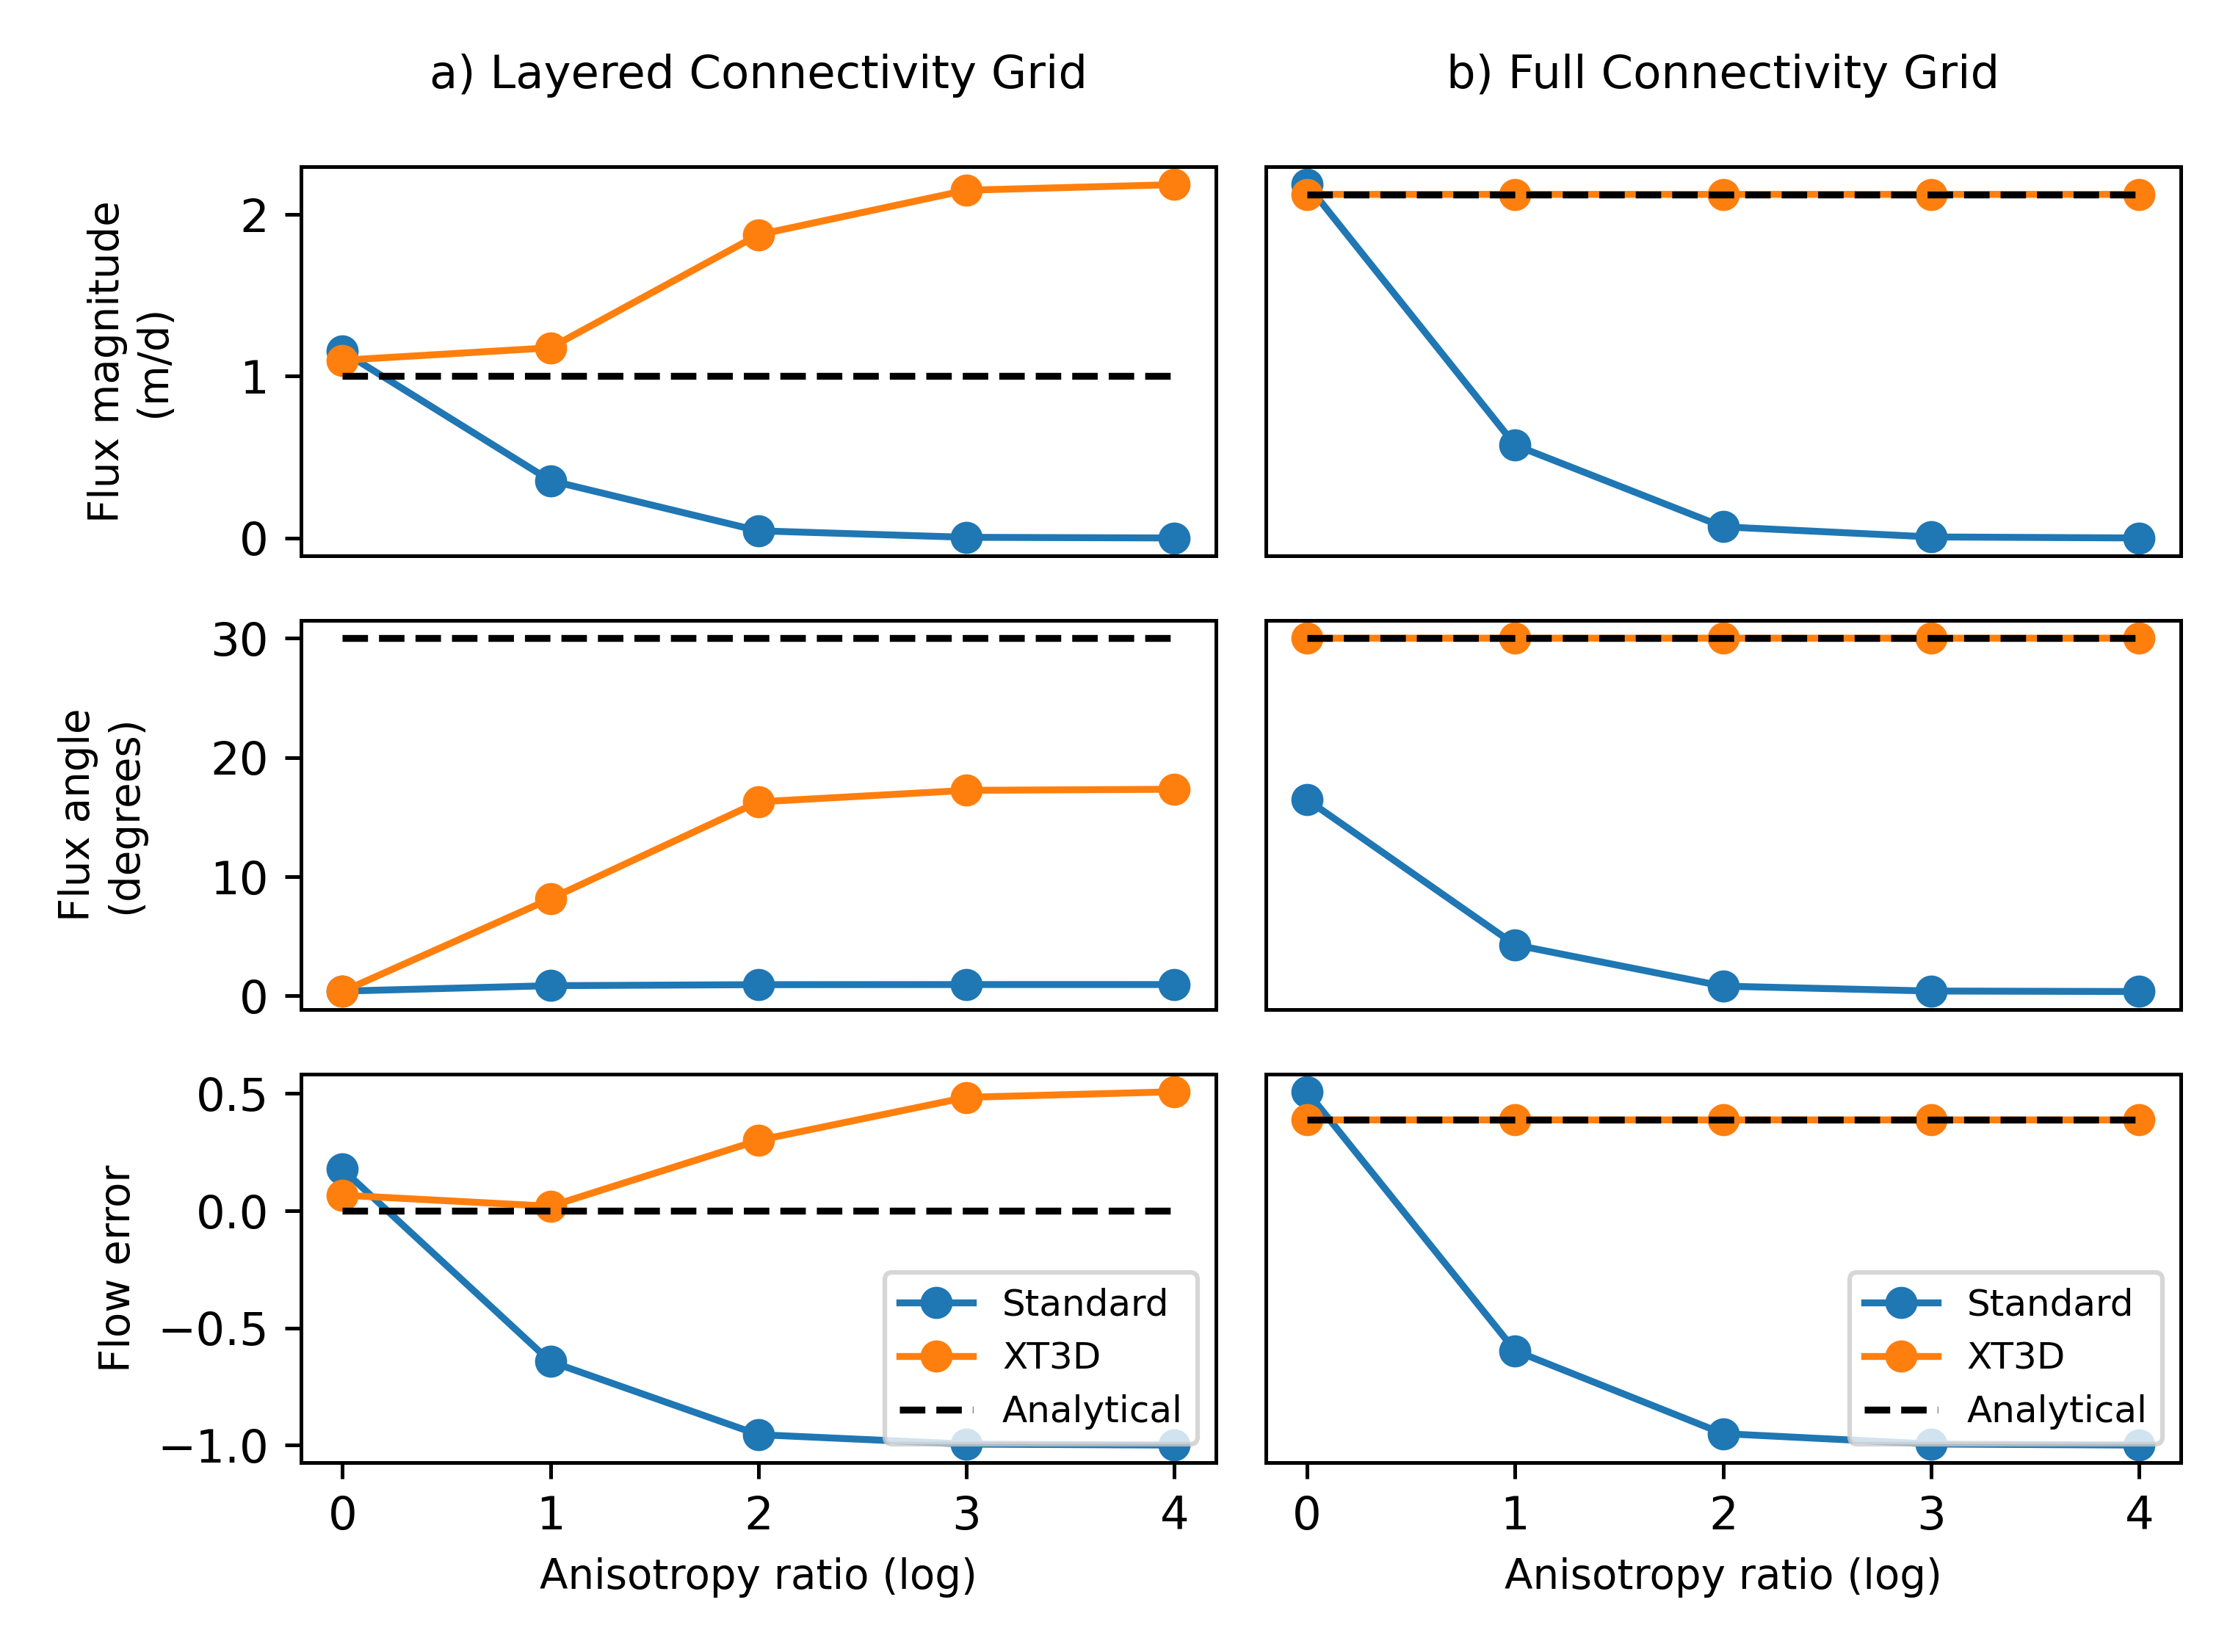 a) Layered Connectivity Grid
b) Full Connectivity Grid
Flux magnitude
(m/d)
2
1
0
Flux angle
(degrees)
30
20
10
0
Flow error
0.5
0.0
−0.5
−1.0
Standard
XT3D
Analytical
Standard
XT3D
Analytical
0 1 2 3 4
0 1 2 3 4
Anisotropy ratio (log)
Anisotropy ratio (log)